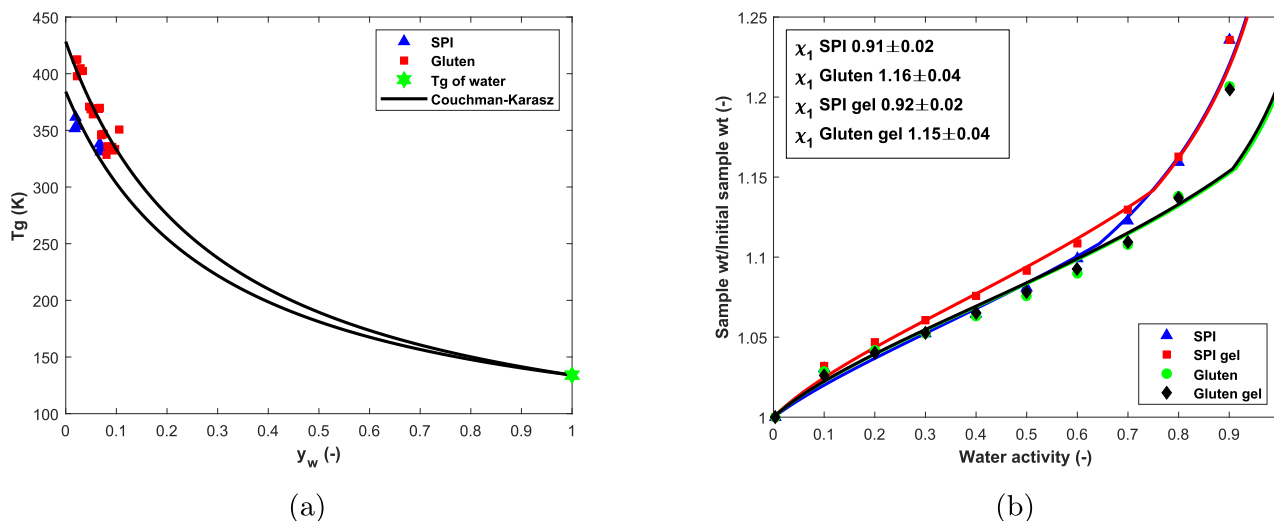 450
400
350
300
250
200
150
100
Tg (K)
0
0.1
0.2
0.3
0.4
0.5
0.6
0.7
0.8
0.9
1
y_w (-)
SPI
Gluten
Tg of water
Couchman-Karasz
(a)
1.25
1.2
1.15
1.1
1.05
1
Sample wt/Initial sample wt (-)
0.1
0.2
0.3
0.4
0.5
0.6
0.7
0.8
0.9
Water activity (-)
χ₁ SPI 0.91±0.02
χ₁ Gluten 1.16±0.04
χ₁ SPI gel 0.92±0.02
χ₁ Gluten gel 1.15±0.04
SPI
SPI gel
Gluten
Gluten gel
(b)